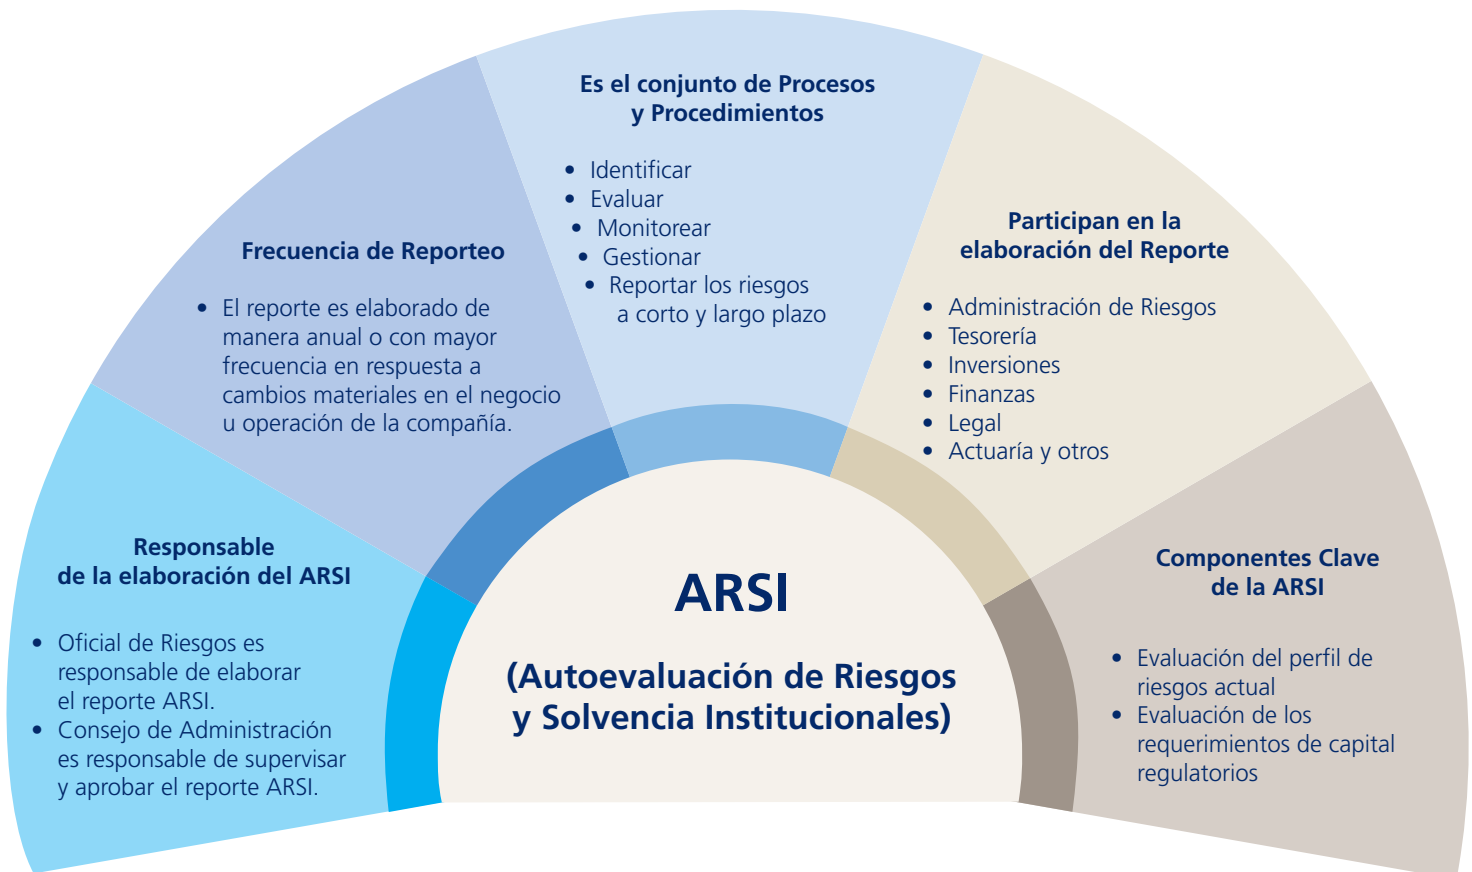 Es el conjunto de Procesos
y Procedimientos
• Identificar
• Evaluar
• Monitorear
• Gestionar
• Reportar los riesgos
a corto y largo plazo
Frecuencia de Reporteo
• El reporte es elaborado de
manera anual o con mayor
frecuencia en respuesta a
cambios materiales en el negocio
u operación de la compañía.
Participan en la
elaboración del Reporte
• Administración de Riesgos
• Tesorería
• Inversiones
• Finanzas
• Legal
• Actuaría y otros
Responsable
de la elaboración del ARSI
• Oficial de Riesgos es
responsable de elaborar
el reporte ARSI.
• Consejo de Administración
es responsable de supervisar
y aprobar el reporte ARSI.
ARSI
(Autoevaluación de Riesgos
y Solvencia Institucionales)
Componentes Clave
de la ARSI
• Evaluación del perfil de
riesgos actual
• Evaluación de los
requerimientos de capital
regulatorios